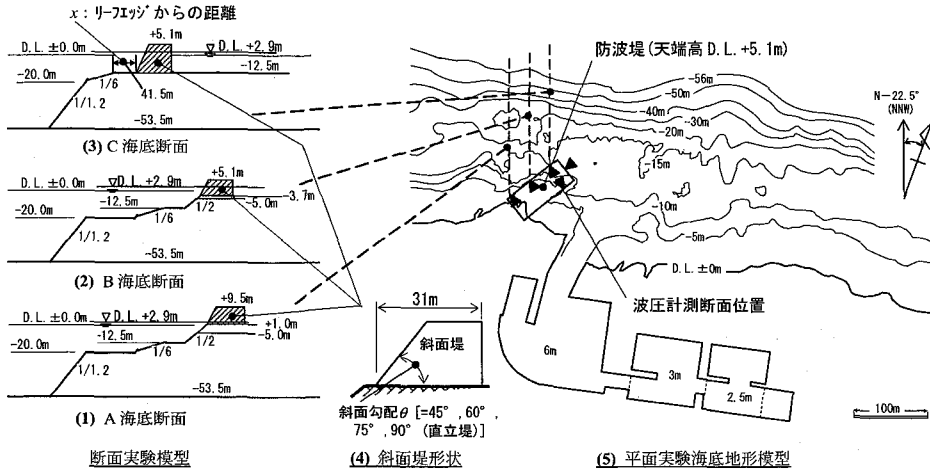 x：リーフエッジからの距離
+5.1m
D.L.±0.0m
D.L.+2.9m
-12.5m
-20.0m
1/6
41.5m
1/1.2
-53.5m
(3) C 海底断面
+5.1m
D.L.±0.0m
D.L.+2.9m
-3.7m
-12.5m
-5.0m
1/2
1/6
-20.0m
1/1.2
-53.5m
(2) B 海底断面
+9.5m
D.L.±0.0m
D.L.+2.9m
+1.0m
-12.5m
-5.0m
1/2
-20.0m
1/6
1/1.2
-53.5m
(1) A 海底断面
断面実験模型
31m
斜面堤
斜面勾配θ [=45°,60°,
75°,90°(直立堤)]
(4) 斜面堤形状
防波堤(天端高 D.L.+5.1m)
-56m
-50m
-40m
-30m
-20m
-15m
-10m
-5m
D.L.±0m
N-22.5°
(NNW)
波圧計測断面位置
6m
3m
2.5m
100m
(5) 平面実験海底地形模型